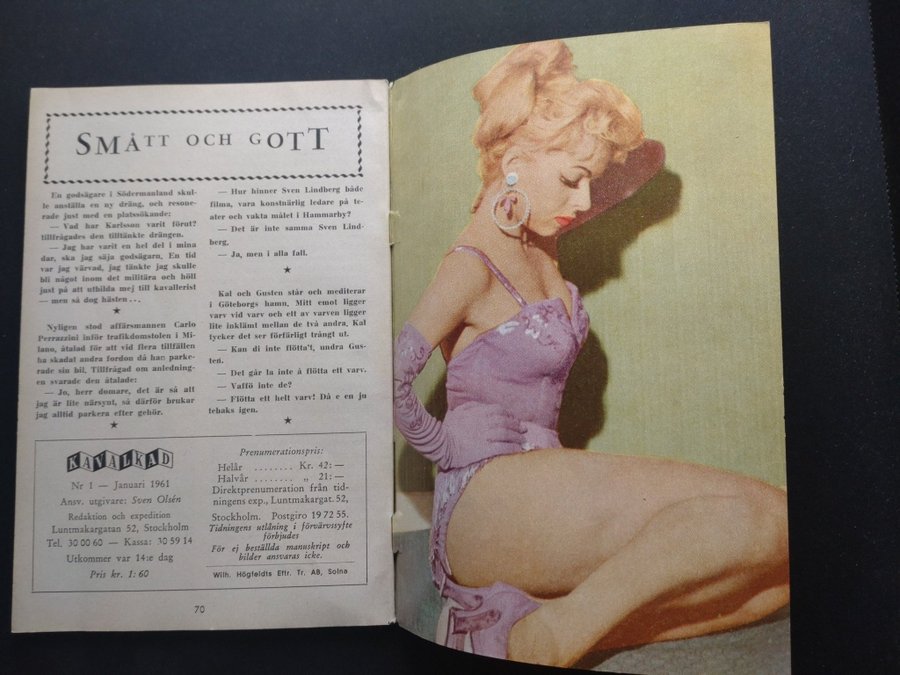 SMÅTT OCH GOTT
En godsägare i Södermanland skul-
le anställa en ny dräng, och resone-
rade just med en platssökande:
— Vad har Karlsson varit förut?
tillfrågades den tilltänkte drängen.
— Jag har varit en hel del i mina
dar, ska jag säja godsägarn. En tid
var jag värvad, jag tänkte jag skulle
bli något inom det militära och höll
just på att utbilda mej till kavallerist
— men så dog hästen...
Nyligen stod affärsmannen Carlo
Perrazzini inför trafikdomstolen i Mi-
lano, åtalad för att vid flera tillfällen
ha skadat andra fordon då han parke-
rade sin bil. Tillfrågad om anledning-
en svarade den åtalade:
— Jo, herr domare, det är så att
jag är lite närsynt, så därför brukar
jag alltid parkera efter gehör.
— Hur hinner Sven Lindberg både
filma, vara konstnärlig ledare på te-
ater och vakta målet i Hammarby?
— Det är inte samma Sven Lind-
berg.
— Ja, men i alla fall.
Kal och Gusten står och mediterar
i Göteborgs hamn. Mitt emot ligger
varv vid varv och ett av varven ligger
lite inklämt mellan de två andra. Kal
tycker det ser förfärligt trångt ut.
— Kan di inte flötta't, undra Gus-
ten.
— Det går la inte å flötta ett varv.
— Vaffö inte de?
— Flötta ett helt varv! Då e en ju
tebaks igen.
KAVALKAD
Nr 1 — Januari 1961
Ansv. utgivare: Sven Olsén
Redaktion och expedition
Luntmakargatan 52, Stockholm
Tel. 30 00 60 — Kassa: 30 59 14
Utkommer var 14:e dag
Pris kr. 1:60
Prenumerationspris:
Helår ........ Kr. 42:—
Halvår ........ „ 21:—
Direktprenumeration från tid-
ningens exp., Luntmakargat. 52,
Stockholm. Postgiro 19 72 55.
Tidningens utlåning i förvärvssyfte
förbjudes
För ej beställda manuskript och
bilder ansvaras icke.
Wilh. Högfeldts Eftr. Tr. AB, Solna
70